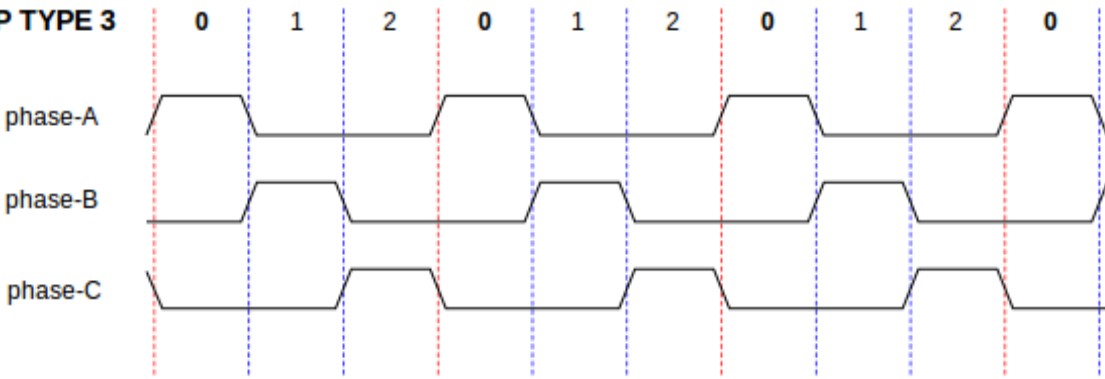 P TYPE 3 0 1 2 0 1 2 0 1 2 0
phase-A
phase-B
phase-C